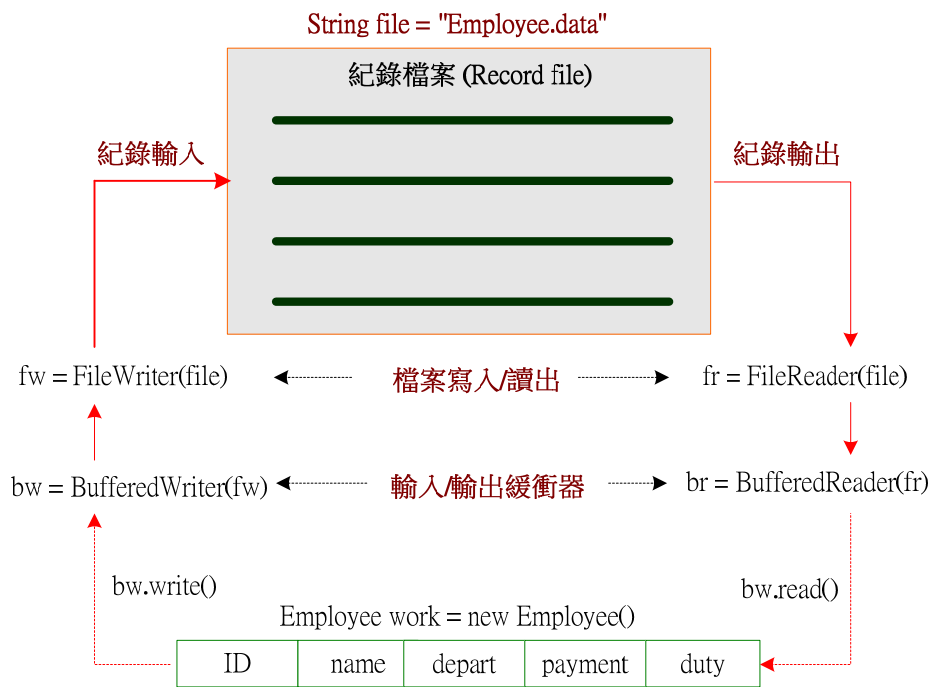 String file = "Employee.data"
紀錄檔案 (Record file)
紀錄輸入
紀錄輸出
fw = FileWriter(file)
檔案寫入/讀出
fr = FileReader(file)
bw = BufferedWriter(fw)
輸入/輸出緩衝器
br = BufferedReader(fr)
bw.write()
bw.read()
Employee work = new Employee()
ID name depart payment duty